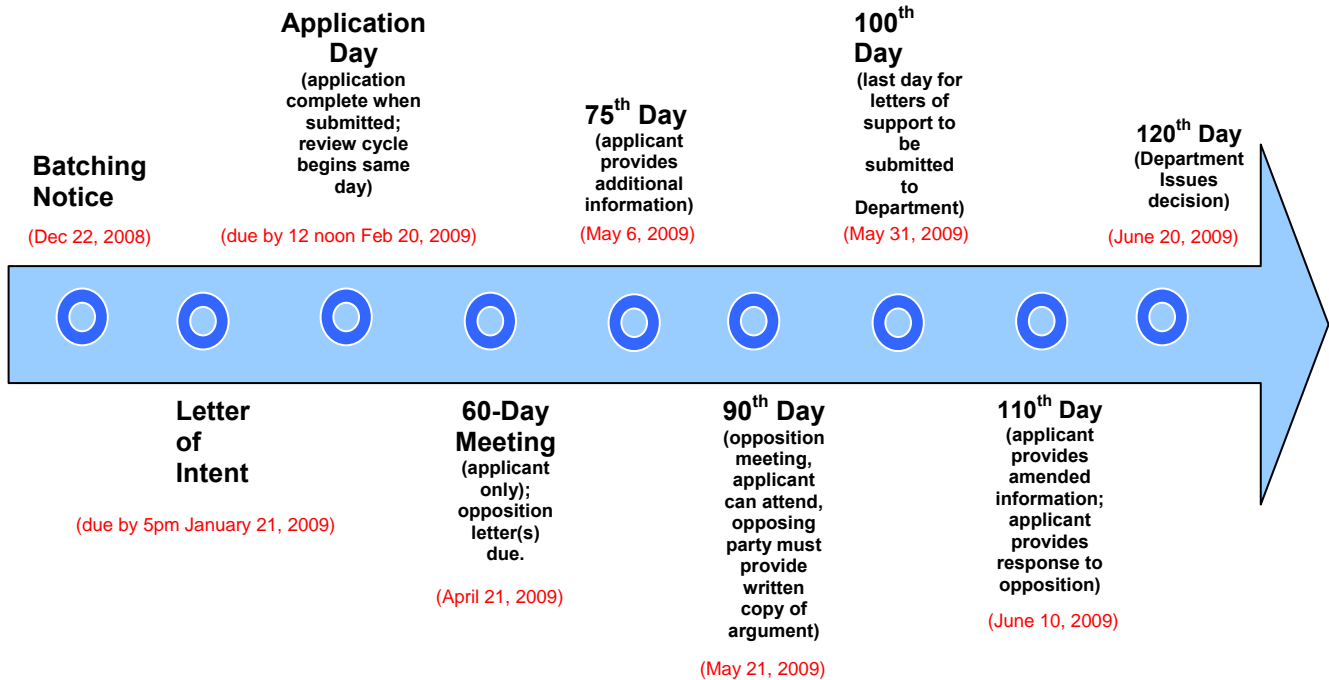 Batching
Notice
(Dec 22, 2008)
Letter
of
Intent
(due by 5pm January 21, 2009)
Application
Day
(application
complete when
submitted;
review cycle
begins same
day)
(due by 12 noon Feb 20, 2009)
60-Day
Meeting
(applicant
only);
opposition
letter(s)
due.
(April 21, 2009)
75th Day
(applicant
provides
additional
information)
(May 6, 2009)
90th Day
(opposition
meeting,
applicant
can attend,
opposing
party must
provide
written
copy of
argument)
(May 21, 2009)
100th
Day
(last day for
letters of
support to
be
submitted
to
Department)
(May 31, 2009)
110th Day
(applicant
provides
amended
information;
applicant
provides
response to
opposition)
(June 10, 2009)
120th Day
(Department
Issues
decision)
(June 20, 2009)